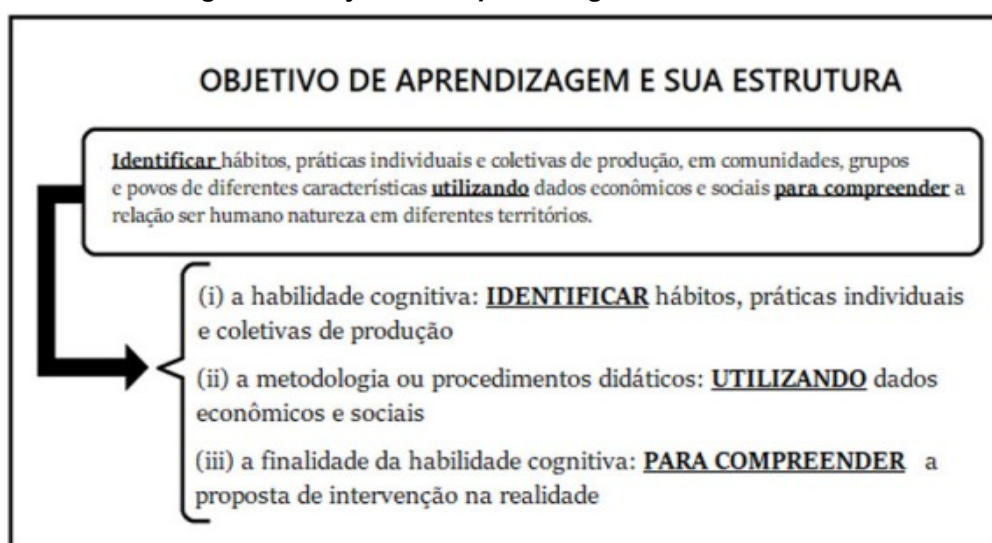 OBJETIVO DE APRENDIZAGEM E SUA ESTRUTURA
Identificar hábitos, práticas individuais e coletivas de produção, em comunidades, grupos
e povos de diferentes características utilizando dados econômicos e sociais para compreender a
relação ser humano natureza em diferentes territórios.
(i) a habilidade cognitiva: IDENTIFICAR hábitos, práticas individuais
e coletivas de produção
(ii) a metodologia ou procedimentos didáticos: UTILIZANDO dados
econômicos e sociais
(iii) a finalidade da habilidade cognitiva: PARA COMPREENDER a
proposta de intervenção na realidade